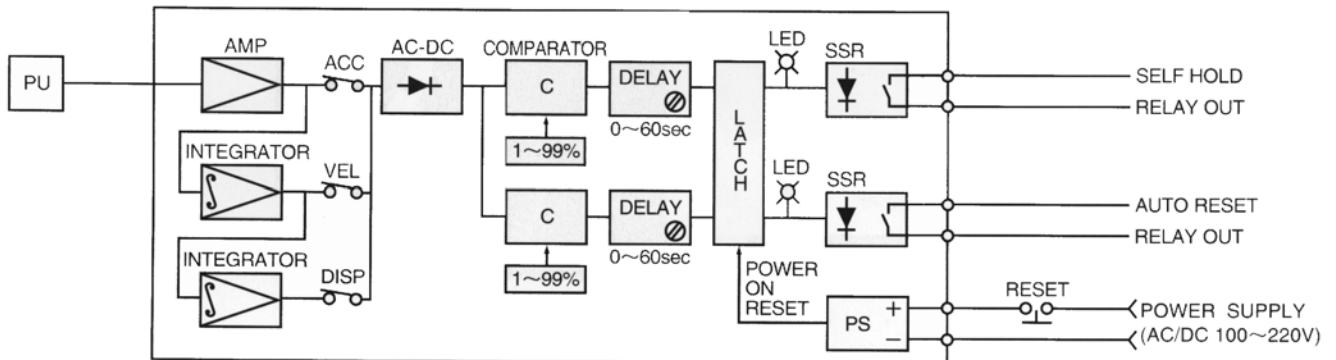 PU
AMP
ACC
INTEGRATOR
VEL
INTEGRATOR
DISP
AC-DC
COMPARATOR
C
1～99%
C
1～99%
DELAY
0～60sec
DELAY
0～60sec
LATCH
LED
SSR
LED
SSR
SELF HOLD
RELAY OUT
AUTO RESET
RELAY OUT
POWER
ON
RESET
PS
+
−
RESET
POWER SUPPLY
(AC/DC 100～220V)